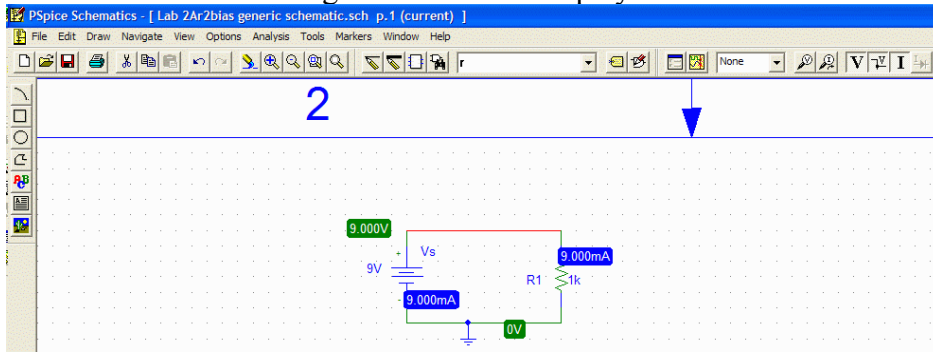 PSpice Schematics - [ Lab 2Ar2bias generic schematic.sch p.1 (current) ]
File Edit Draw Navigate View Options Analysis Tools Markers Window Help
r None V V I
2
9.000V
+ Vs
9V
9.000mA
R1 1k
- 9.000mA
0V